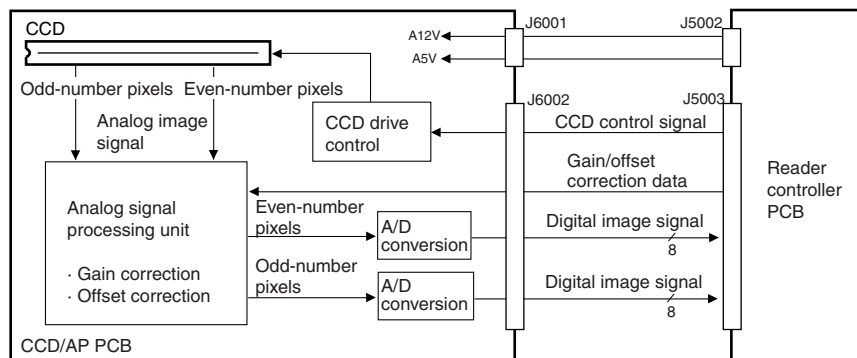 CCD
A12V
J6001
J5002
A5V
Odd-number pixels
Even-number pixels
Analog image
signal
CCD drive
control
J6002
J5003
CCD control signal
Gain/offset
correction data
Reader
controller
PCB
Analog signal
processing unit
· Gain correction
· Offset correction
Even-number
pixels
A/D
conversion
Digital image signal
8
Odd-number
pixels
A/D
conversion
Digital image signal
8
CCD/AP PCB